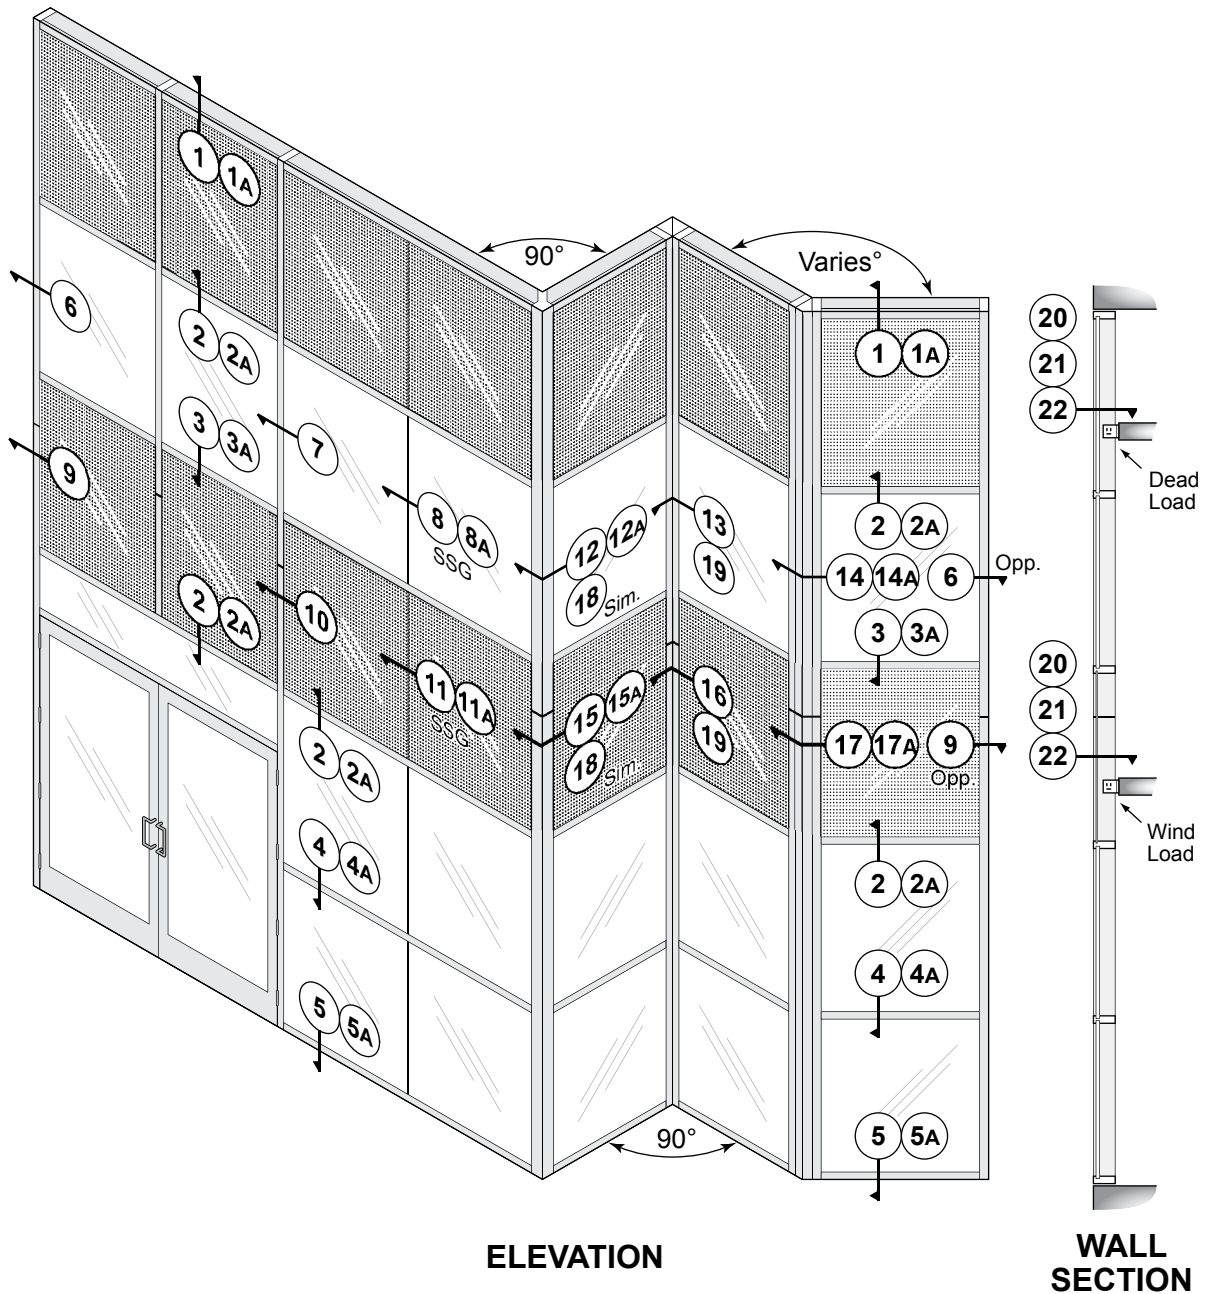 1 1A
90°
Varies°
6
2 2A
1 1A
20
21
22
3 3A
7
9
8 8A
SSG
12 12A
18 Sim.
13
19
2 2A
14 14A 6 Opp.
3 3A
Dead
Load
2 2A
10
11 11A
SSG
15 15A
18 Sim.
16
19
17 17A 9
Opp.
20
21
22
2 2A
4 4A
Wind
Load
2 2A
4 4A
5 5A
90°
5 5A
ELEVATION
WALL
SECTION